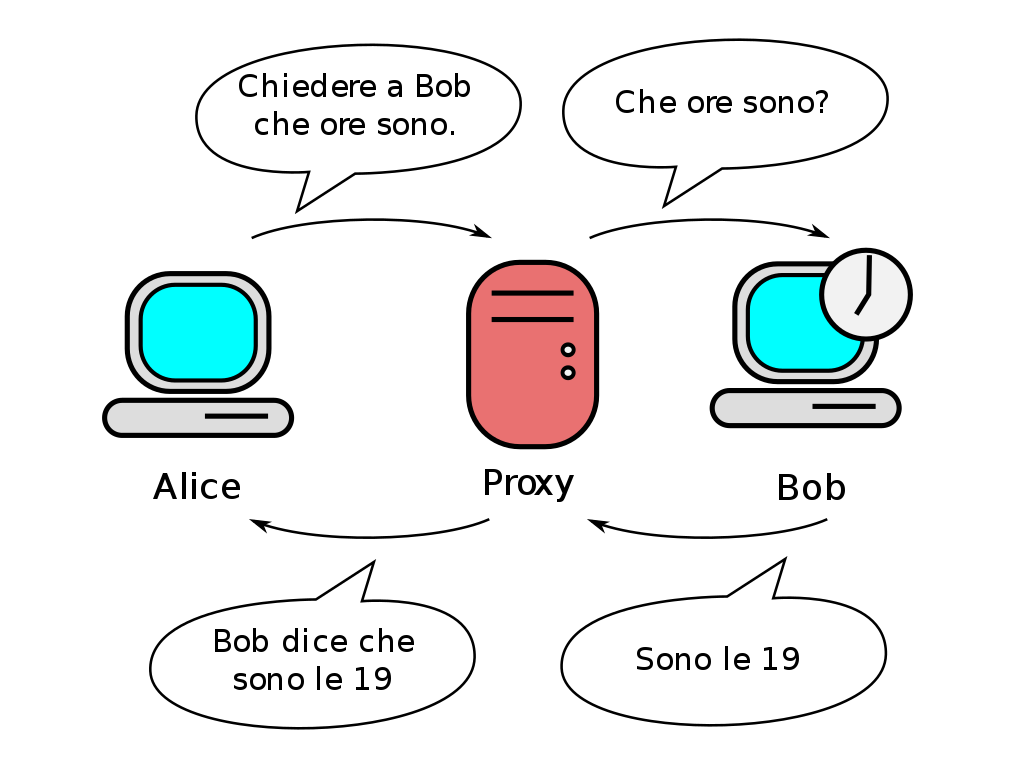 Chiedere a Bob
che ore sono.
Che ore sono?
Alice
Proxy
Bob
Bob dice che
sono le 19
Sono le 19